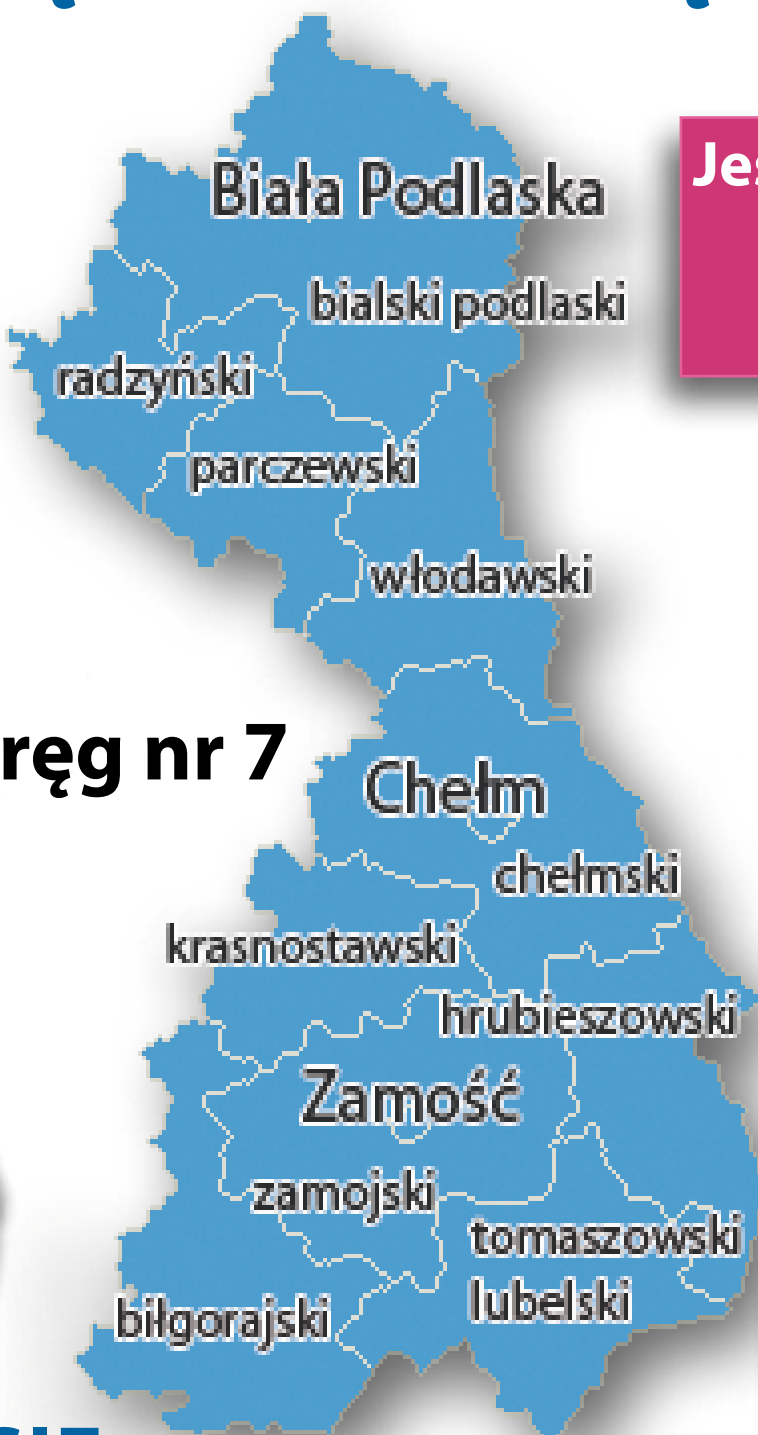 Biała Podlaska
bialski podlaski
radzyński
parczewski
włodawski
ręg nr 7
Chełm
chełmski
krasnostawski
hrubieszowski
Zamość
zamojski
tomaszowski
lubelski
biłgorajski